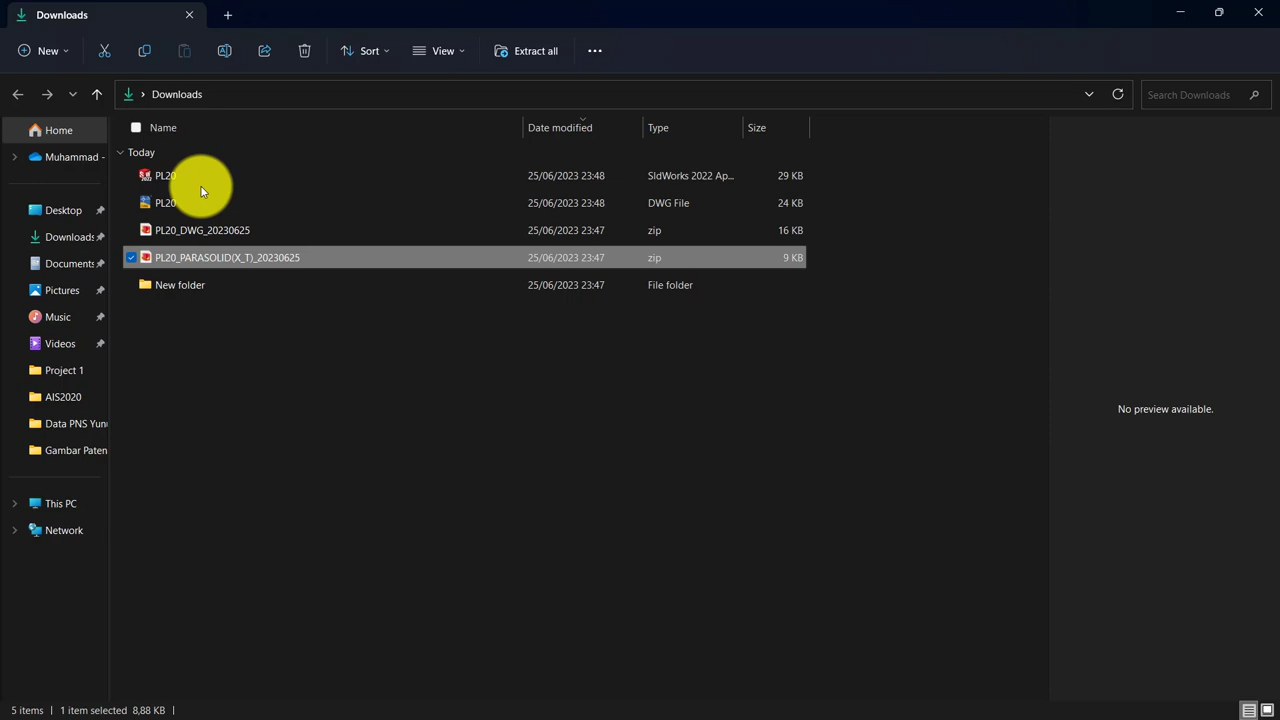 Downloads
New
Sort
View
Extract all
Downloads
Search Downloads
Name
Date modified
Type
Size
Home
Muhammad -
Desktop
Downloads
Documents
Pictures
Music
Videos
Project 1
AIS2020
Data PNS Yunu
Gambar Paten
This PC
Network
Today
PL20 25/06/2023 23:48 SldWorks 2022 Ap... 29 KB
PL20 25/06/2023 23:48 DWG File 24 KB
PL20_DWG_20230625 25/06/2023 23:47 zip 16 KB
PL20_PARASOLID(X_T)_20230625 25/06/2023 23:47 zip 9 KB
New folder 25/06/2023 23:47 File folder
No preview available.
5 items 1 item selected 8,88 KB